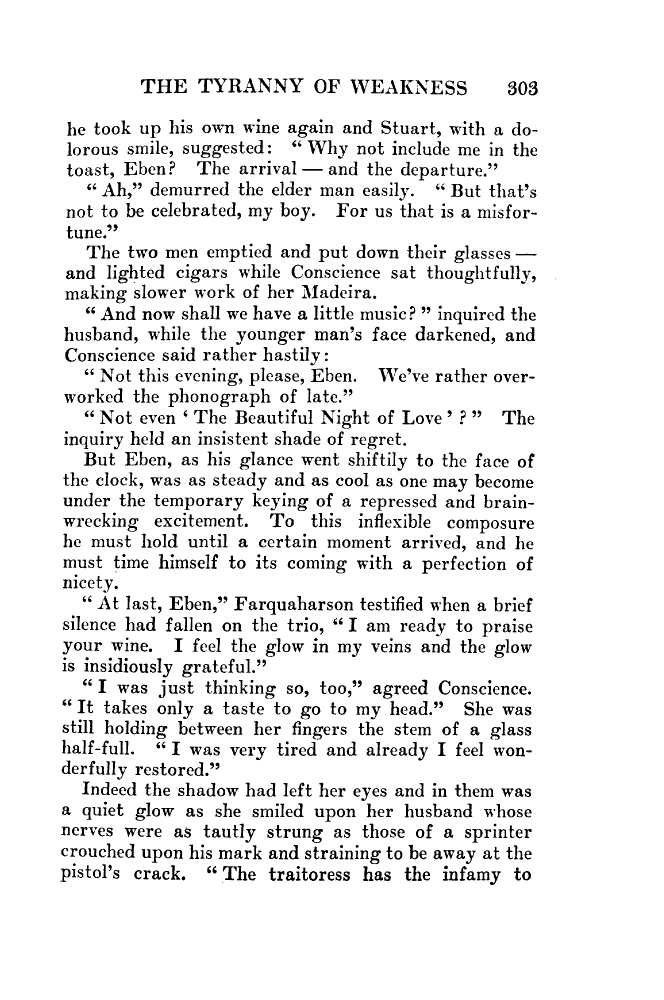 THE TYRANNY OF WEAKNESS 303
he took up his own wine again and Stuart, with a do-
lorous smile, suggested: “ Why not include me in the
toast, Eben? The arrival — and the departure.”
“ Ah,” demurred the elder man easily. “ But that’s
not to be celebrated, my boy. For us that is a misfor-
tune.”
The two men emptied and put down their glasses —
and lighted cigars while Conscience sat thoughtfully,
making slower work of her Madeira.
“ And now shall we have a little music? ” inquired the
husband, while the younger man’s face darkened, and
Conscience said rather hastily:
“ Not this evening, please, Eben. We’ve rather over-
worked the phonograph of late.”
“ Not even ‘ The Beautiful Night of Love ’ ? ” The
inquiry held an insistent shade of regret.
But Eben, as his glance went shiftily to the face of
the clock, was as steady and as cool as one may become
under the temporary keying of a repressed and brain-
wrecking excitement. To this inflexible composure
he must hold until a certain moment arrived, and he
must time himself to its coming with a perfection of
nicety.
“ At last, Eben,” Farquaharson testified when a brief
silence had fallen on the trio, “ I am ready to praise
your wine. I feel the glow in my veins and the glow
is insidiously grateful.”
“ I was just thinking so, too,” agreed Conscience.
“ It takes only a taste to go to my head.” She was
still holding between her fingers the stem of a glass
half-full. “ I was very tired and already I feel won-
derfully restored.”
Indeed the shadow had left her eyes and in them was
a quiet glow as she smiled upon her husband whose
nerves were as tautly strung as those of a sprinter
crouched upon his mark and straining to be away at the
pistol’s crack. “ The traitoress has the infamy to